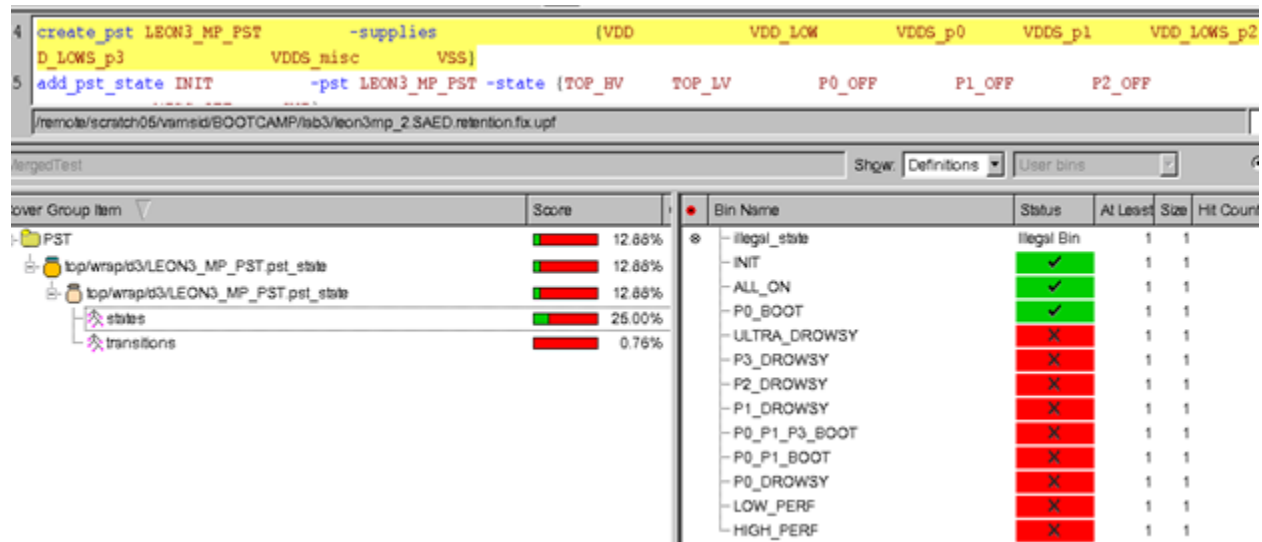 4 create_pst LEON3_MP_PST -supplies {VDD VDD_LOW VDDS_p0 VDDS_p1 VDD_LOWS_p2
D_LOWS_p3 VDDS_misc VSS}
5 add_pst_state INIT -pst LEON3_MP_PST -state {TOP_HV TOP_LV P0_OFF P1_OFF P2_OFF
/remote/scratch05/vamsid/BOOTCAMP/lab3/leon3mp_2.SAED.retention.fix.upf
MergedTest Show: Definitions User bins
over Group Item Score Bin Name Status At Least Size Hit Count
PST 12.88% illegal_state Illegal Bin 1 1
top/wrap/d3/LEON3_MP_PST.pst_state 12.88% INIT 1 1
top/wrap/d3/LEON3_MP_PST.pst_state 12.88% ALL_ON 1 1
states 25.00% P0_BOOT 1 1
transitions 0.76% ULTRA_DROWSY 1 1
P3_DROWSY 1 1
P2_DROWSY 1 1
P1_DROWSY 1 1
P0_P1_P3_BOOT 1 1
P0_P1_BOOT 1 1
P0_DROWSY 1 1
LOW_PERF 1 1
HIGH_PERF 1 1